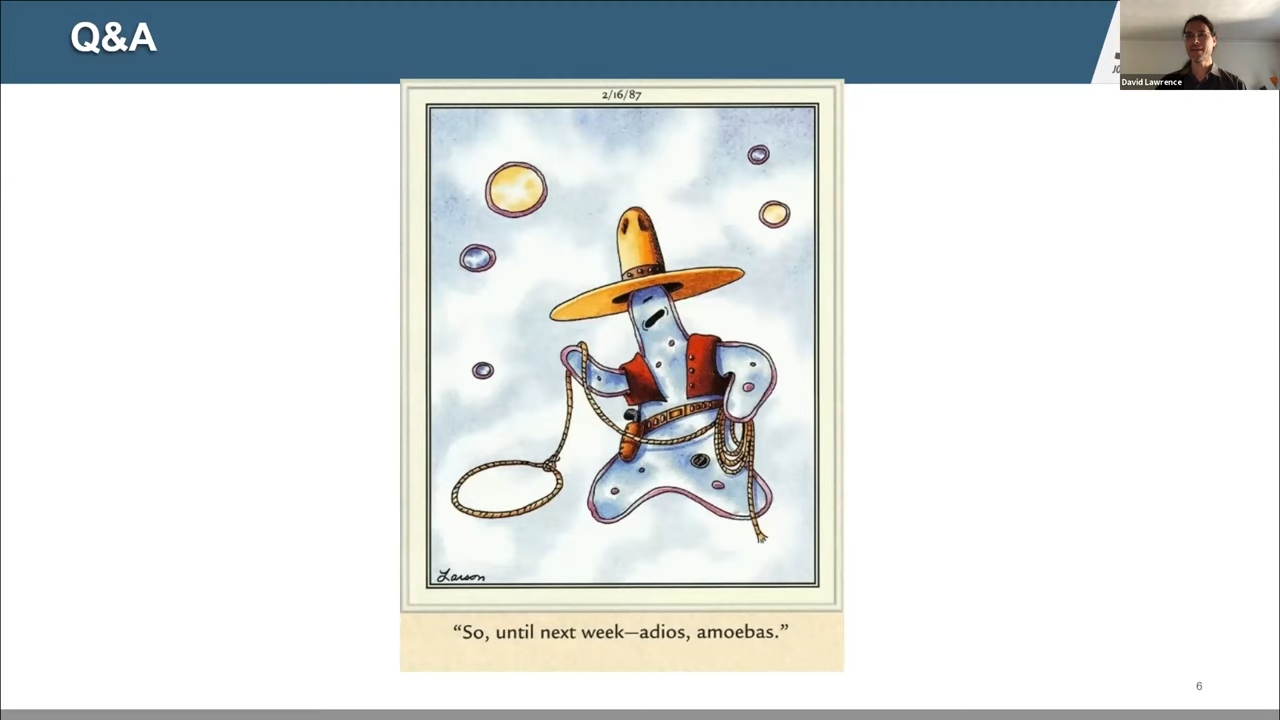 Q&A
David Lawrence
2/16/87
Larson
“So, until next week—adios, amoebas.”
6